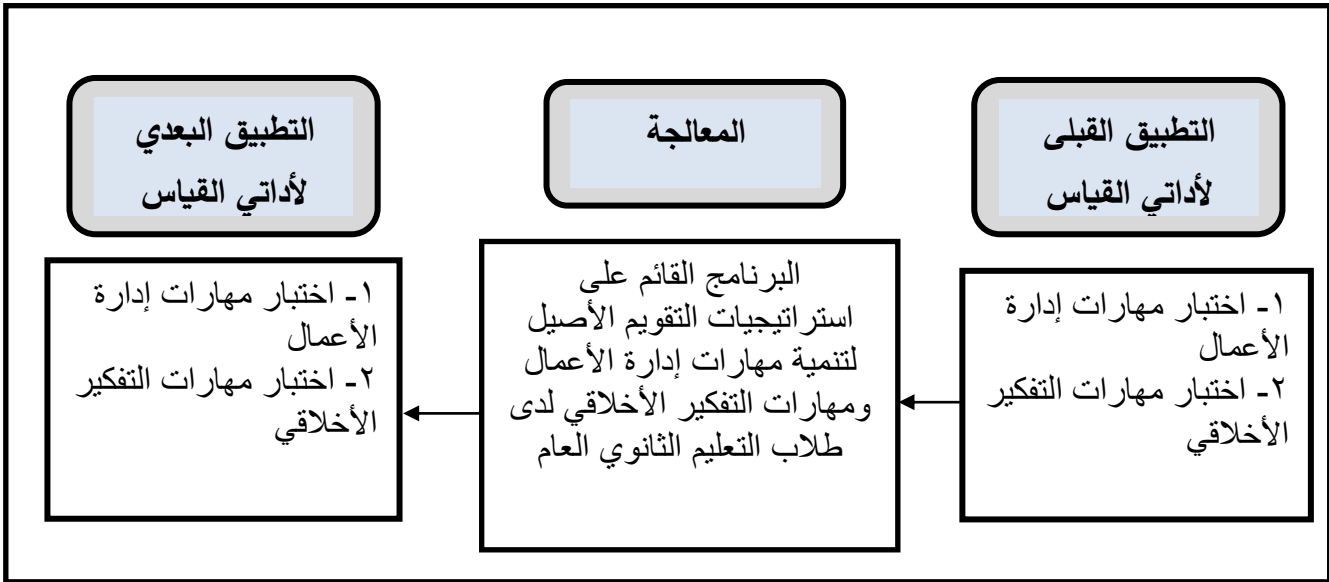 التطبيق القبلى
لأداتي القياس
١- اختبار مهارات إدارة
الأعمال
٢- اختبار مهارات التفكير
الأخلاقي
المعالجة
البرنامج القائم على
استراتيجيات التقويم الأصيل
لتنمية مهارات إدارة الأعمال
ومهارات التفكير الأخلاقي لدى
طلاب التعليم الثانوي العام
التطبيق البعدي
لأداتي القياس
١- اختبار مهارات إدارة
الأعمال
٢- اختبار مهارات التفكير
الأخلاقي